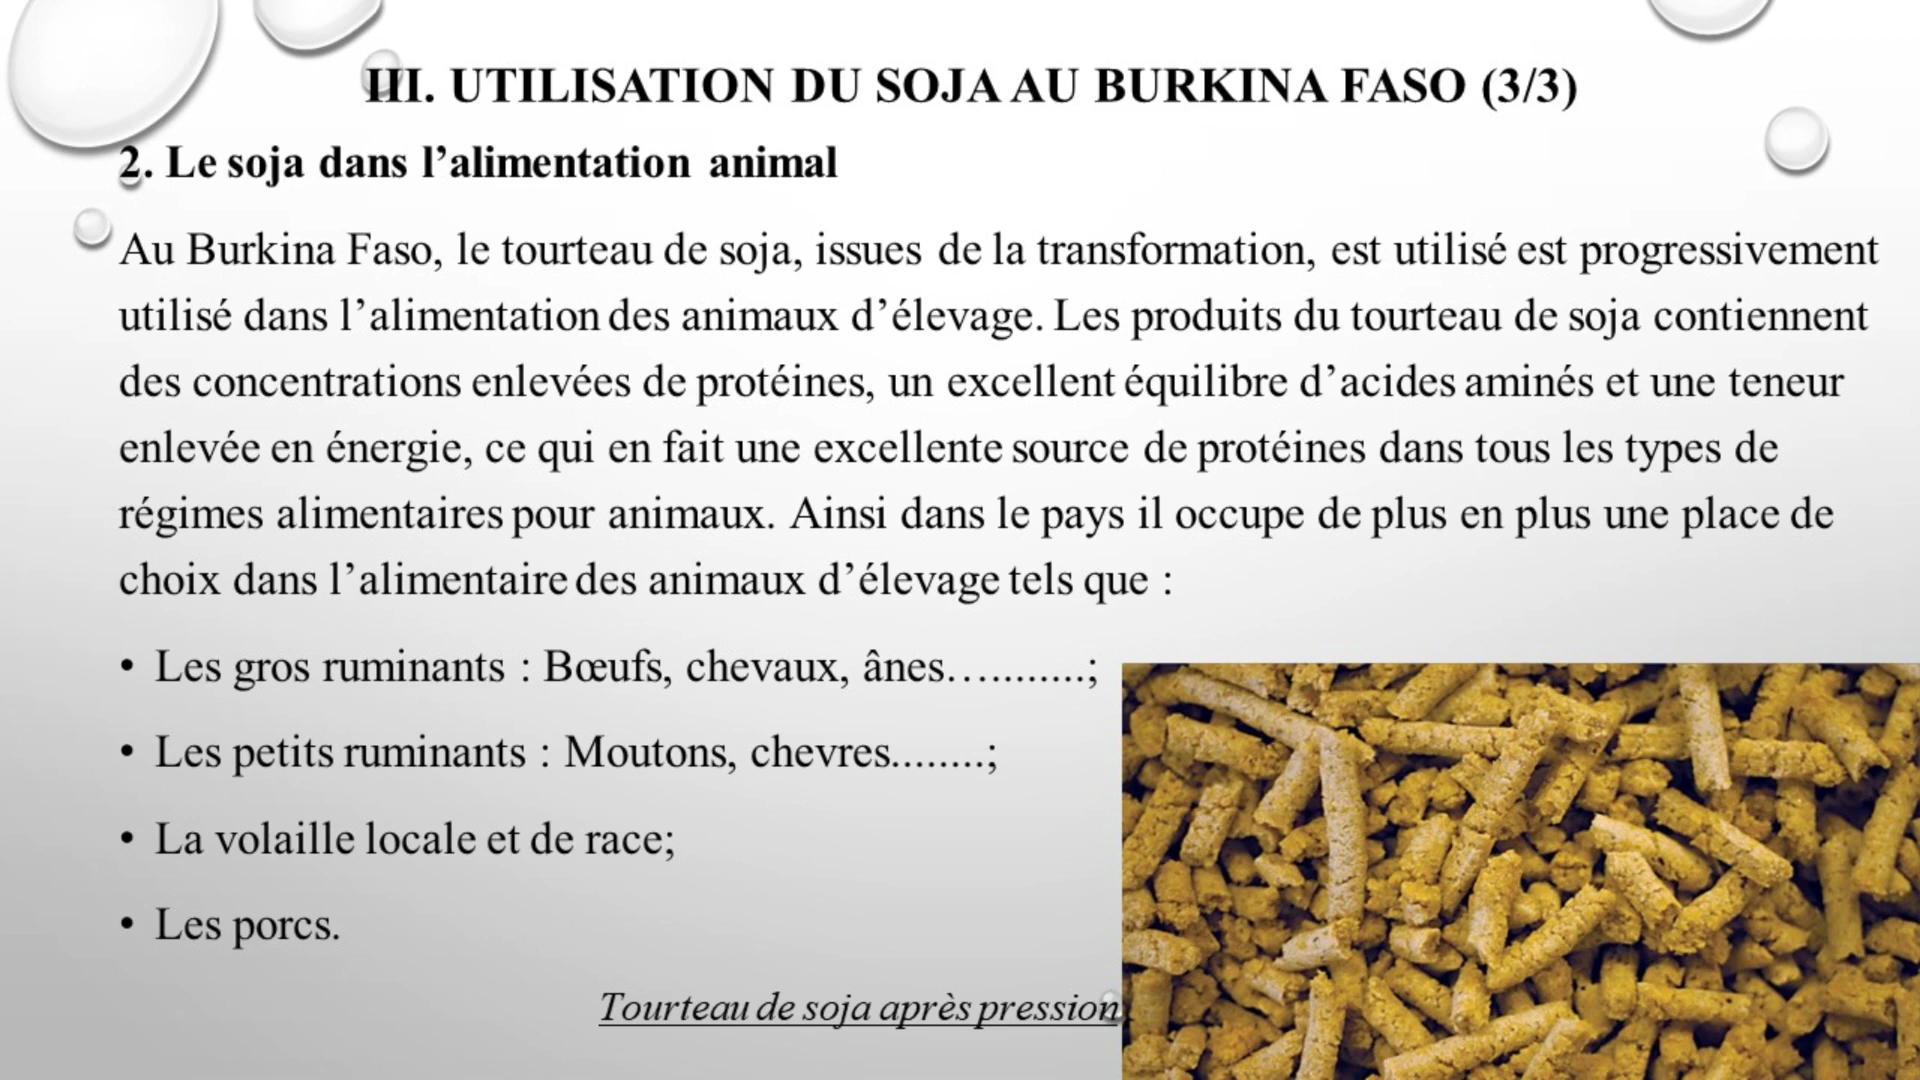 III. UTILISATION DU SOJA AU BURKINA FASO (3/3)
2. Le soja dans l’alimentation animal
Au Burkina Faso, le tourteau de soja, issues de la transformation, est utilisé est progressivement
utilisé dans l’alimentation des animaux d’élevage. Les produits du tourteau de soja contiennent
des concentrations enlevées de protéines, un excellent équilibre d’acides aminés et une teneur
enlevée en énergie, ce qui en fait une excellente source de protéines dans tous les types de
régimes alimentaires pour animaux. Ainsi dans le pays il occupe de plus en plus une place de
choix dans l’alimentaire des animaux d’élevage tels que :
• Les gros ruminants : Bœufs, chevaux, ânes…..........;
• Les petits ruminants : Moutons, chevres........;
• La volaille locale et de race;
• Les porcs.
Tourteau de soja après pression